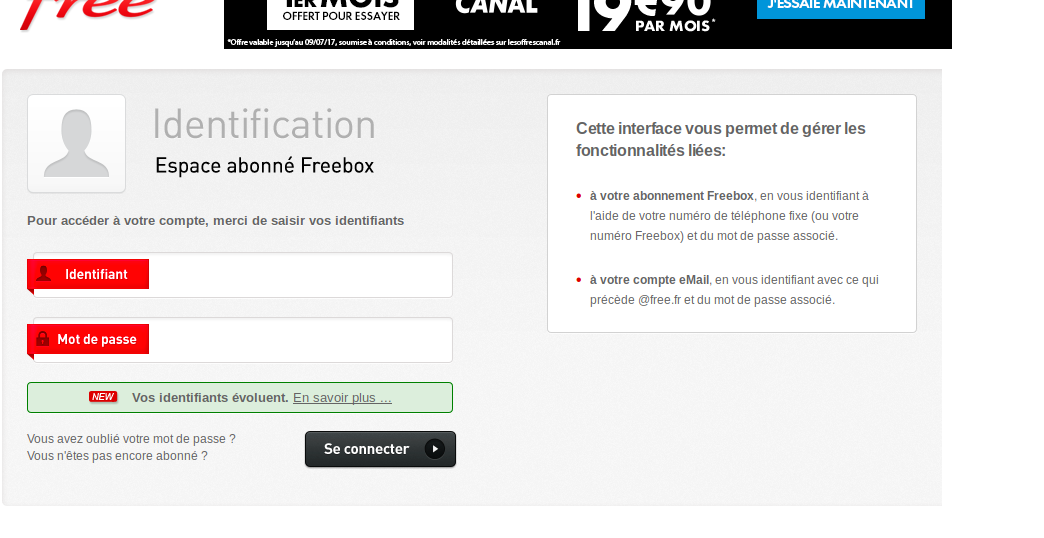 free
1ER MOIS
OFFERT POUR ESSAYER
CANAL
19€90
PAR MOIS*
J'ESSAIE MAINTENANT
*Offre valable jusqu'au 09/07/17, soumise à conditions, voir modalités détaillées sur lesoffrescanal.fr
Identification
Espace abonné Freebox
Pour accéder à votre compte, merci de saisir vos identifiants
Identifiant
Mot de passe
NEW Vos identifiants évoluent. En savoir plus …
Vous avez oublié votre mot de passe ?
Vous n'êtes pas encore abonné ?
Se connecter
Cette interface vous permet de gérer les
fonctionnalités liées:
• à votre abonnement Freebox, en vous identifiant à
l'aide de votre numéro de téléphone fixe (ou votre
numéro Freebox) et du mot de passe associé.
• à votre compte eMail, en vous identifiant avec ce qui
précède @free.fr et du mot de passe associé.